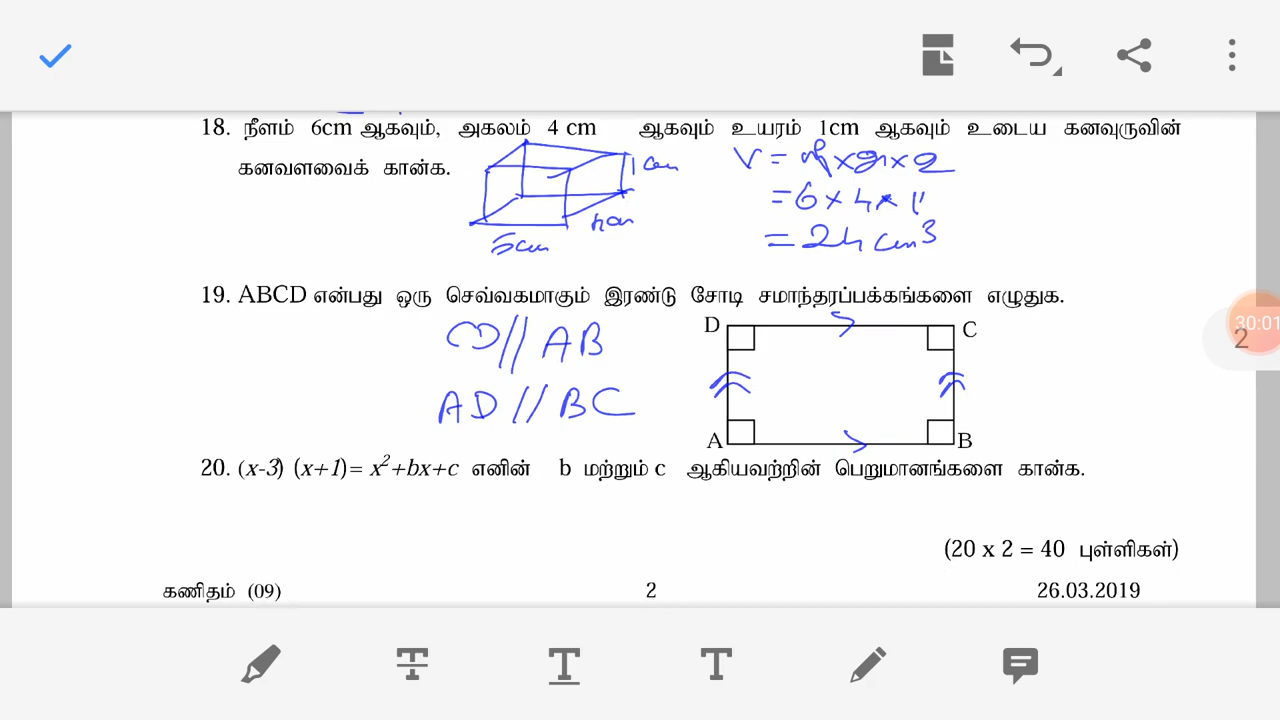 18. நீளம் 6cm ஆகவும், அகலம் 4 cm ஆகவும் உயரம் 1cm ஆகவும் உடைய கனவுருவின்
கனவளவைக் கான்க.
1 cm
4cm
5cm
V = நீ × அ × உ
= 6 × 4 × 1
= 24 cm³
19. ABCD என்பது ஒரு செவ்வகமாகும் இரண்டு சோடி சமாந்தரப்பக்கங்களை எழுதுக.
CD // AB
AD // BC
D C
A B
30:01
2
20. (x-3) (x+1)= x²+bx+c எனின் b மற்றும் c ஆகியவற்றின் பெறுமானங்களை கான்க.
(20 x 2 = 40 புள்ளிகள்)
கணிதம் (09) 2 26.03.2019